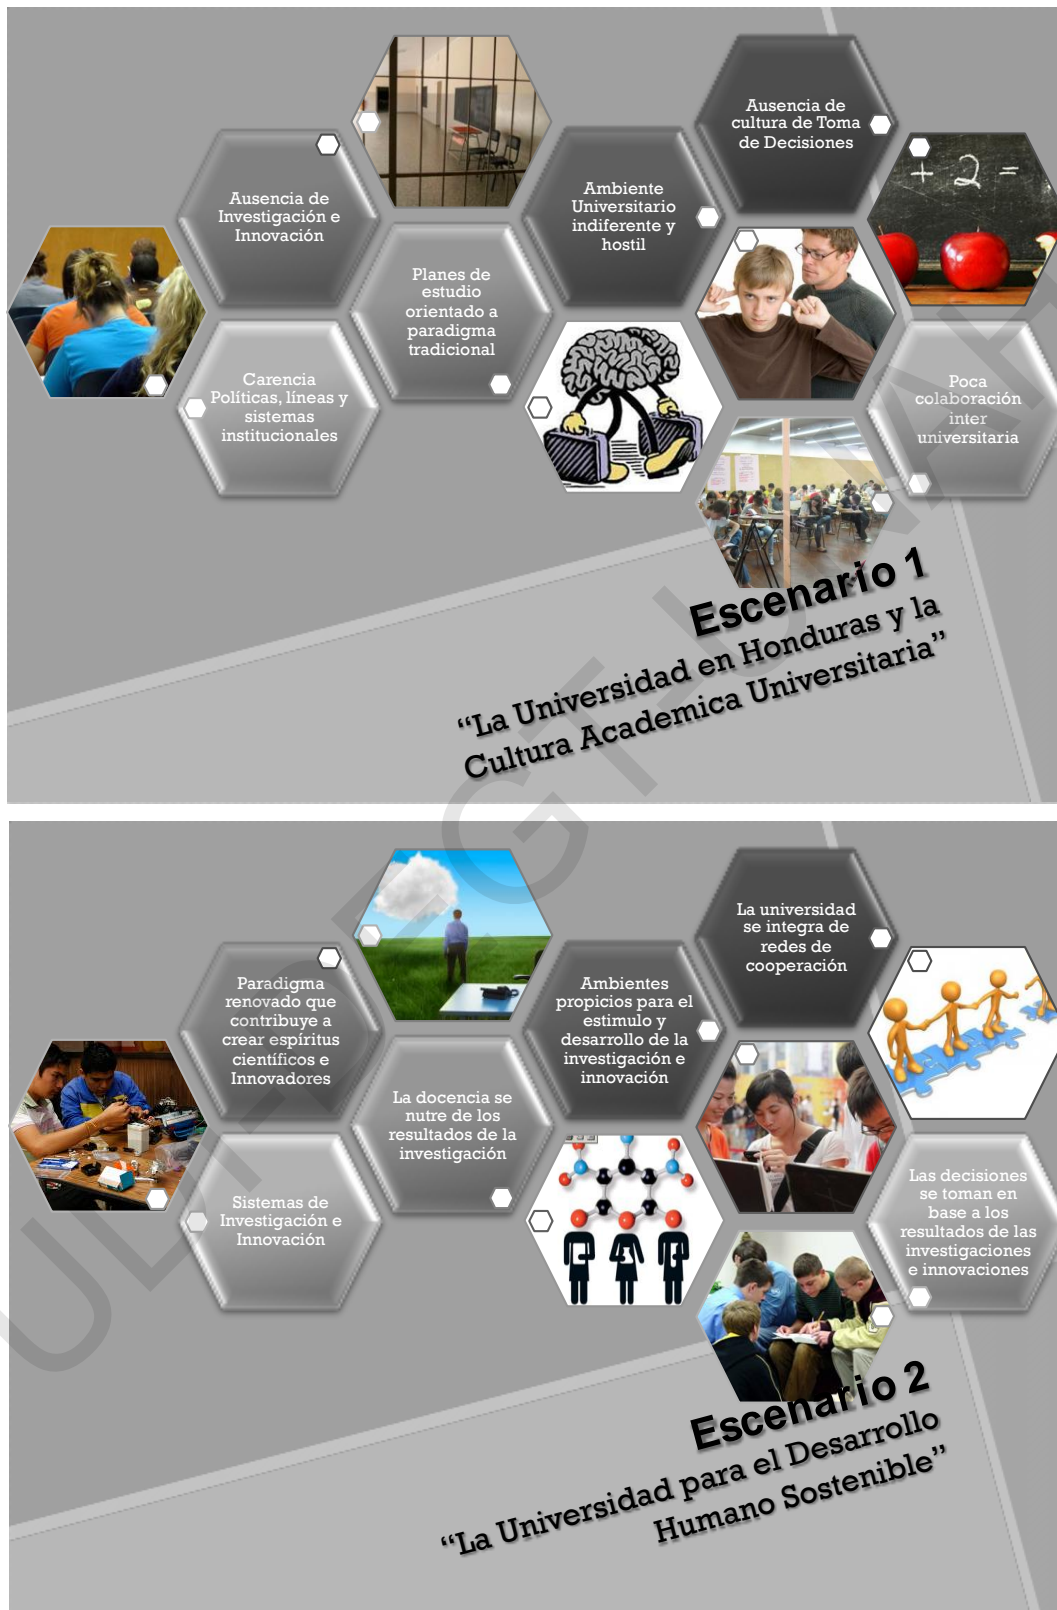 Ausencia de
cultura de Toma
de Decisiones
+ 2 =
Ausencia de
Investigación e
Innovación
Ambiente
Universitario
indiferente y
hostil
Planes de
estudio
orientado a
paradigma
tradicional
Carencia
Políticas, líneas y
sistemas
institucionales
Poca
colaboración
inter
universitaria
Escenario 1
“La Universidad en Honduras y la
Cultura Academica Universitaria”
La universidad
se integra de
redes de
cooperación
Paradigma
renovado que
contribuye a
crear espíritus
científicos e
Innovadores
Ambientes
propicios para el
estimulo y
desarrollo de la
investigación e
innovación
La docencia se
nutre de los
resultados de la
investigación
Sistemas de
Investigación e
Innovación
Las decisiones
se toman en
base a los
resultados de las
investigaciones
e innovaciones
Escenario 2
“La Universidad para el Desarrollo
Humano Sostenible”